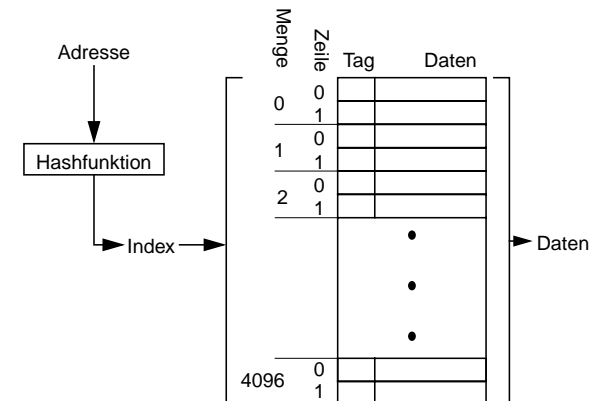 Adresse
Hashfunktion
Index
Menge
Zeile
Tag Daten
0 0
1
1 0
1
2 0
1
4096 0
1
Daten